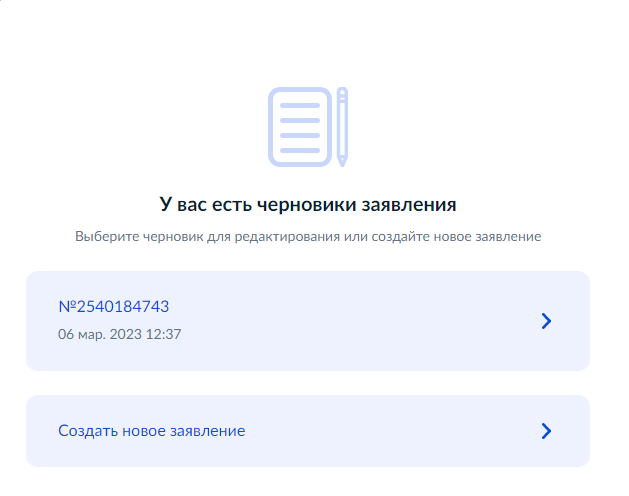 У вас есть черновики заявления
Выберите черновик для редактирования или создайте новое заявление
№2540184743
06 мар. 2023 12:37
Создать новое заявление